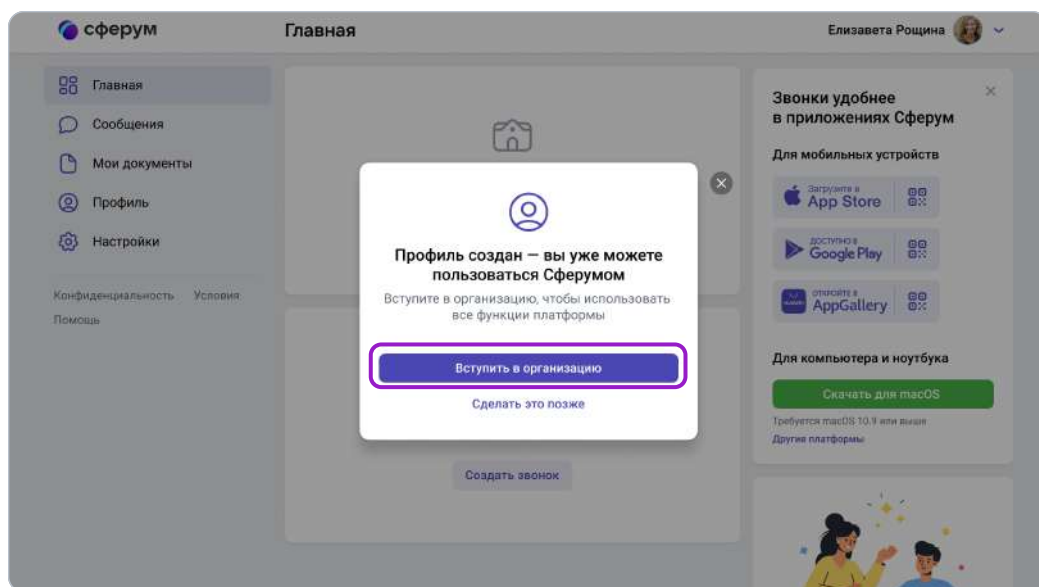 сферум
Главная
Елизавета Рощина
Главная
Сообщения
Мои документы
Профиль
Настройки
Конфиденциальность Условия
Помощь
Профиль создан — вы уже можете
пользоваться Сферумом
Вступите в организацию, чтобы использовать
все функции платформы
Вступить в организацию
Сделать это позже
Создать звонок
Звонки удобнее
в приложениях Сферум
Для мобильных устройств
Загрузите в
App Store
ДОСТУПНО В
Google Play
ОТКРОЙТЕ В
AppGallery
Для компьютера и ноутбука
Скачать для macOS
Требуется macOS 10.9 или выше
Другие платформы